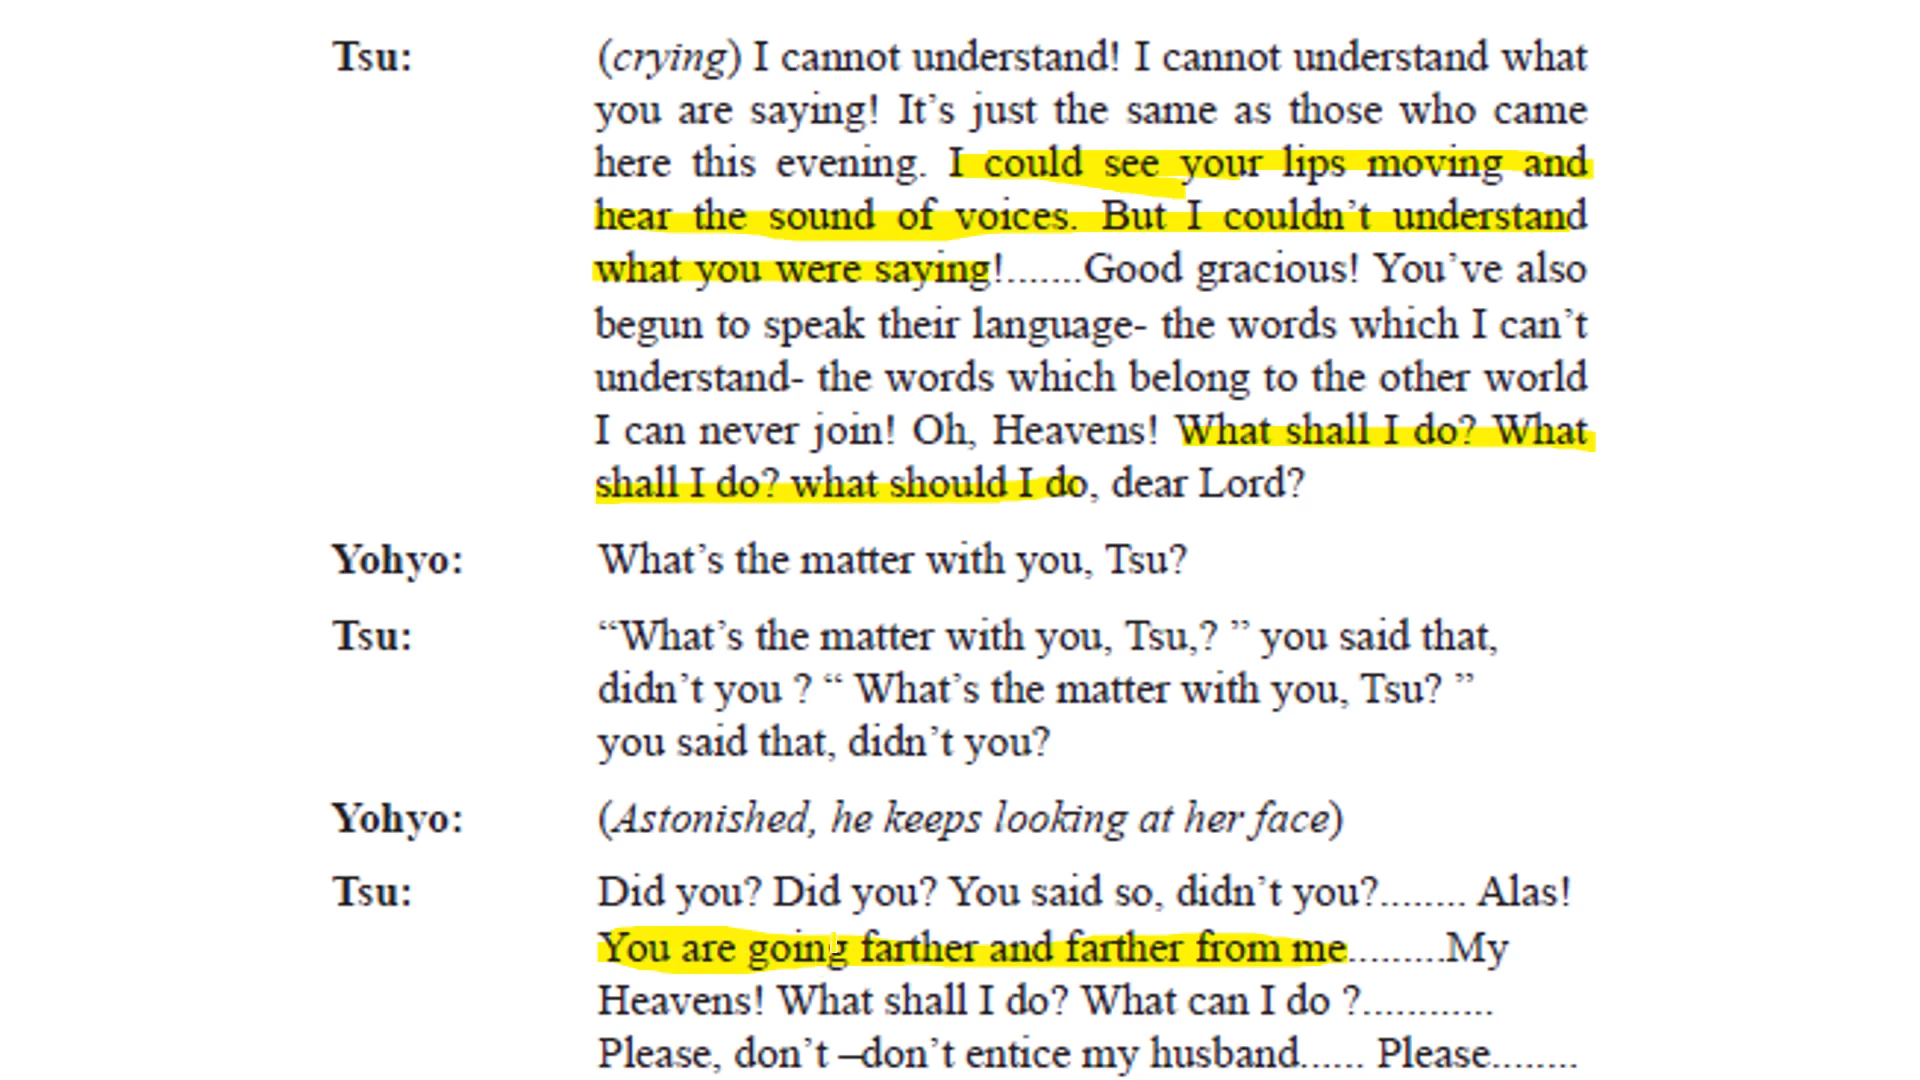 Tsu: (crying) I cannot understand! I cannot understand what
you are saying! It’s just the same as those who came
here this evening. I could see your lips moving and
hear the sound of voices. But I couldn’t understand
what you were saying!.......Good gracious! You’ve also
begun to speak their language- the words which I can’t
understand- the words which belong to the other world
I can never join! Oh, Heavens! What shall I do? What
shall I do? what should I do, dear Lord?
Yohyo: What’s the matter with you, Tsu?
Tsu: “What’s the matter with you, Tsu,? ” you said that,
didn’t you ? “ What’s the matter with you, Tsu? ”
you said that, didn’t you?
Yohyo: (Astonished, he keeps looking at her face)
Tsu: Did you? Did you? You said so, didn’t you?........ Alas!
You are going farther and farther from me.........My
Heavens! What shall I do? What can I do ?............
Please, don’t –don’t entice my husband...... Please........